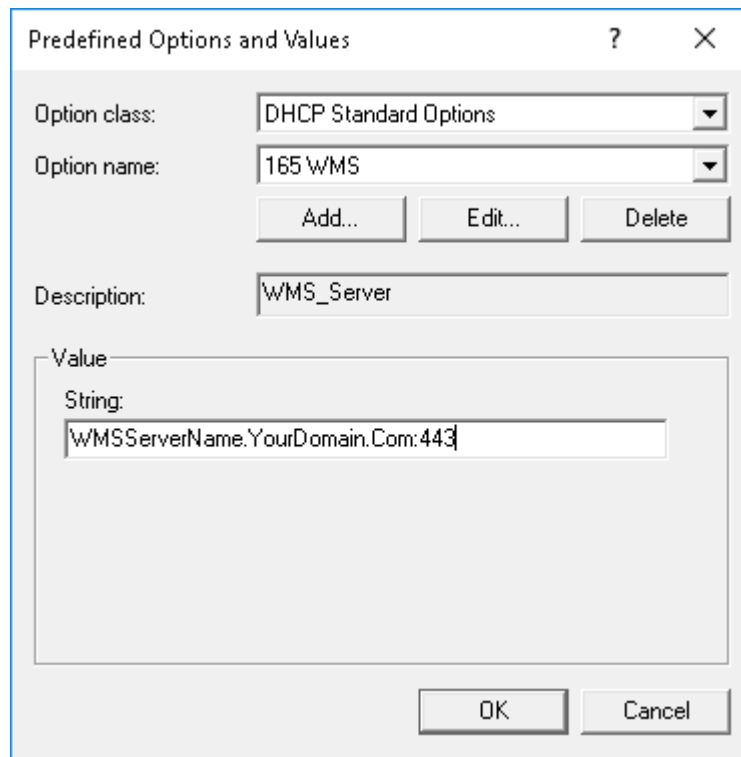 Predefined Options and Values ?
Option class: DHCP Standard Options
Option name: 165 WMS
Add... Edit... Delete
Description: WMS_Server
Value
String:
WMSServerName.YourDomain.Com:443
OK Cancel